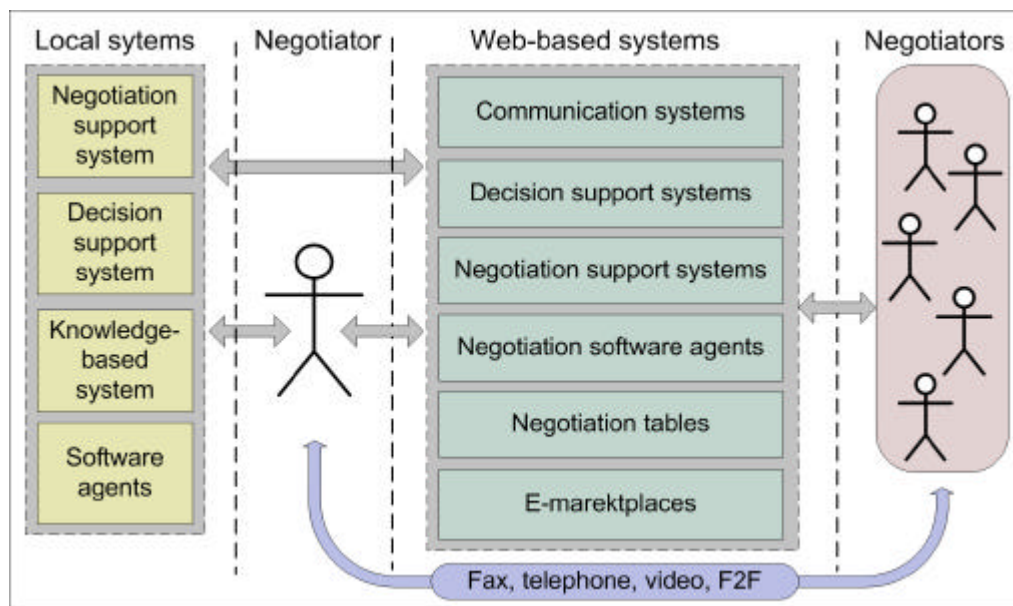 Local sytems
Negotiator
Web-based systems
Negotiators
Negotiation
support
system
Decision
support
system
Knowledge-
based
system
Software
agents
Communication systems
Decision support systems
Negotiation support systems
Negotiation software agents
Negotiation tables
E-marektplaces
Fax, telephone, video, F2F